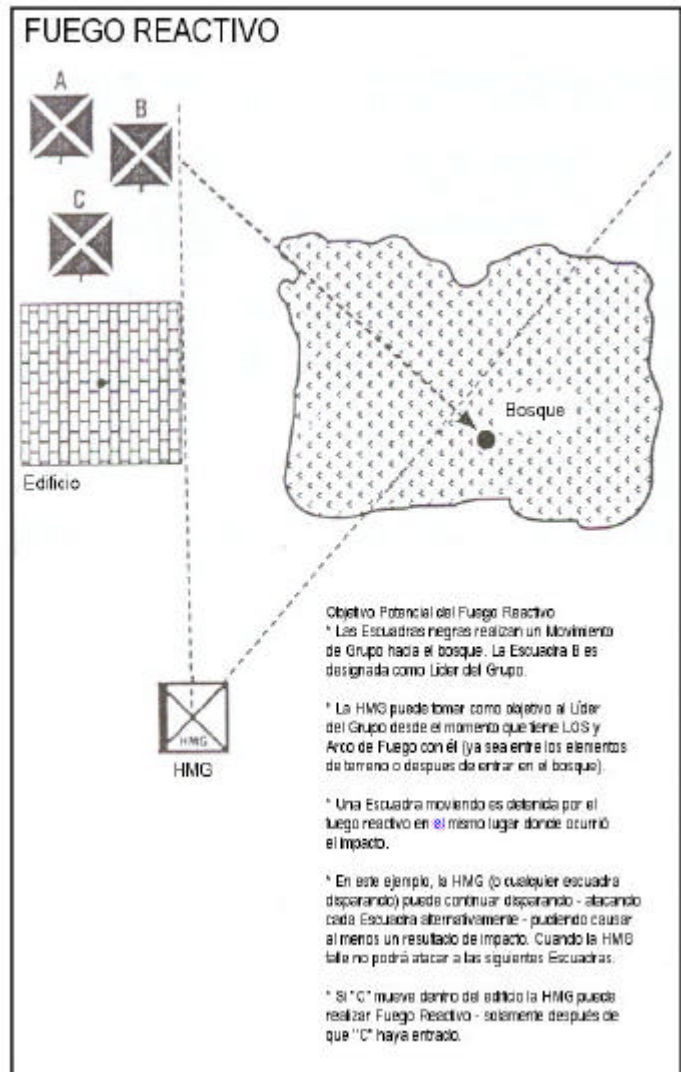 FUEGO REACTIVO
A
B
C
Bosque
Edificio
HMG
HMG
Objetivo Potencial del Fuego Reactivo
* Las Escuadras negras realizan un Movimiento
de Grupo hacia el bosque. La Escuadra B es
designada como Líder del Grupo.
* La HMG puede tomar como objetivo al Líder
del Grupo desde el momento que tiene LOS y
Arco de Fuego con él (ya sea entre los elementos
de terreno o despues de entrar en el bosque).
* Una Escuadra moviendo es detenida por el
fuego reactivo en el mismo lugar donde ocurrió
el impacto.
* En este ejemplo, la HMG (o cualquier escuadra
disparando) puede continuar disparando - atacando
cada Escuadra alternativamente - pudiendo causar
al menos un resultado de impacto. Cuando la HMG
falle no podrá atacar a las siguientes Escuadras.
* Si "C" mueve dentro del edificio la HMG puede
realizar Fuego Reactivo - solamente después de
que "C" haya entrado.